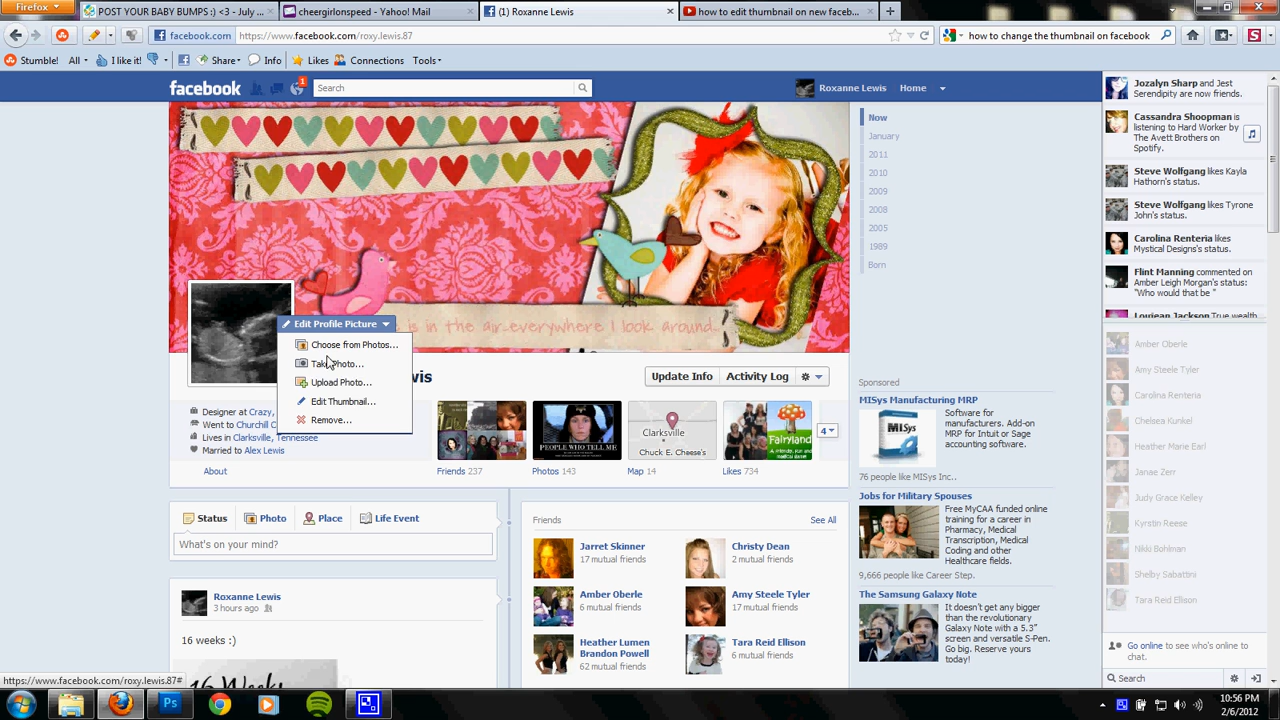 Firefox
POST YOUR BABY BUMPS :) <3 - July ...
cheergirlonspeed - Yahoo! Mail
(1) Roxanne Lewis
how to edit thumbnail on new faceb...
facebook.com
https://www.facebook.com/roxy.lewis.87
how to change the thumbnail on facebook
Stumble!
All
I like it!
Share
Info
Likes
Connections
Tools
facebook
1
Search
Roxanne Lewis
Home
Now
January
2011
2010
2009
2008
2005
1989
Born
in the air...everywhere I look around...
Edit Profile Picture
Choose from Photos...
Take Photo...
Upload Photo...
Edit Thumbnail...
Remove...
wis
Update Info
Activity Log
Designer at Crazy,
Went to Churchill C
Lives in Clarksville, Tennessee
Married to Alex Lewis
About
Friends 237
PEOPLE WHO TELL ME
Photos 143
Clarksville
Chuck E. Cheese's
Map 14
Fairyland
Likes 734
4
Status
Photo
Place
Life Event
What's on your mind?
Roxanne Lewis
3 hours ago
16 weeks :)
16 Weeks
Friends
See All
Jarret Skinner
17 mutual friends
Christy Dean
2 mutual friends
Amber Oberle
6 mutual friends
Amy Steele Tyler
17 mutual friends
Heather Lumen
Brandon Powell
62 mutual friends
Tara Reid Ellison
6 mutual friends
Sponsored
MISys Manufacturing MRP
MISys
Software for
manufacturers. Add-on
MRP for Intuit or Sage
accounting software.
76 people like MISys Inc..
Jobs for Military Spouses
Free MyCAA funded online
training for a career in
Pharmacy, Medical
Transcription, Medical
Coding and other
Healthcare fields.
9,666 people like Career Step.
The Samsung Galaxy Note
It doesn't get any bigger
than the revolutionary
Galaxy Note with a 5.3"
screen and versatile S-Pen.
Go big. Reserve yours
today!
Jozalyn Sharp and Jest
Serendipity are now friends.
Cassandra Shoopman is
listening to Hard Worker by
The Avett Brothers on
Spotify.
Steve Wolfgang likes Kayla
Hathorn's status.
Steve Wolfgang likes Tyrone
John's status.
Carolina Renteria likes
Mystical Designs's status.
Flint Manning commented on
Amber Leigh Morgan's status:
"Who would that be "
Lourjean Touse True wealth
Amber Oberle
Amy Steele Tyler
Carolina Renteria
Chelsea Kunkel
Heather Marie Earl
Janae Zerr
Judy Grace Kelley
Kyrstin Reese
Nikki Bohlman
Shelby Sabattini
Tara Reid Ellison
Go online to see who's online to
chat.
Search
https://www.facebook.com/roxy.lewis.87#
Ps
10:56 PM
2/6/2012